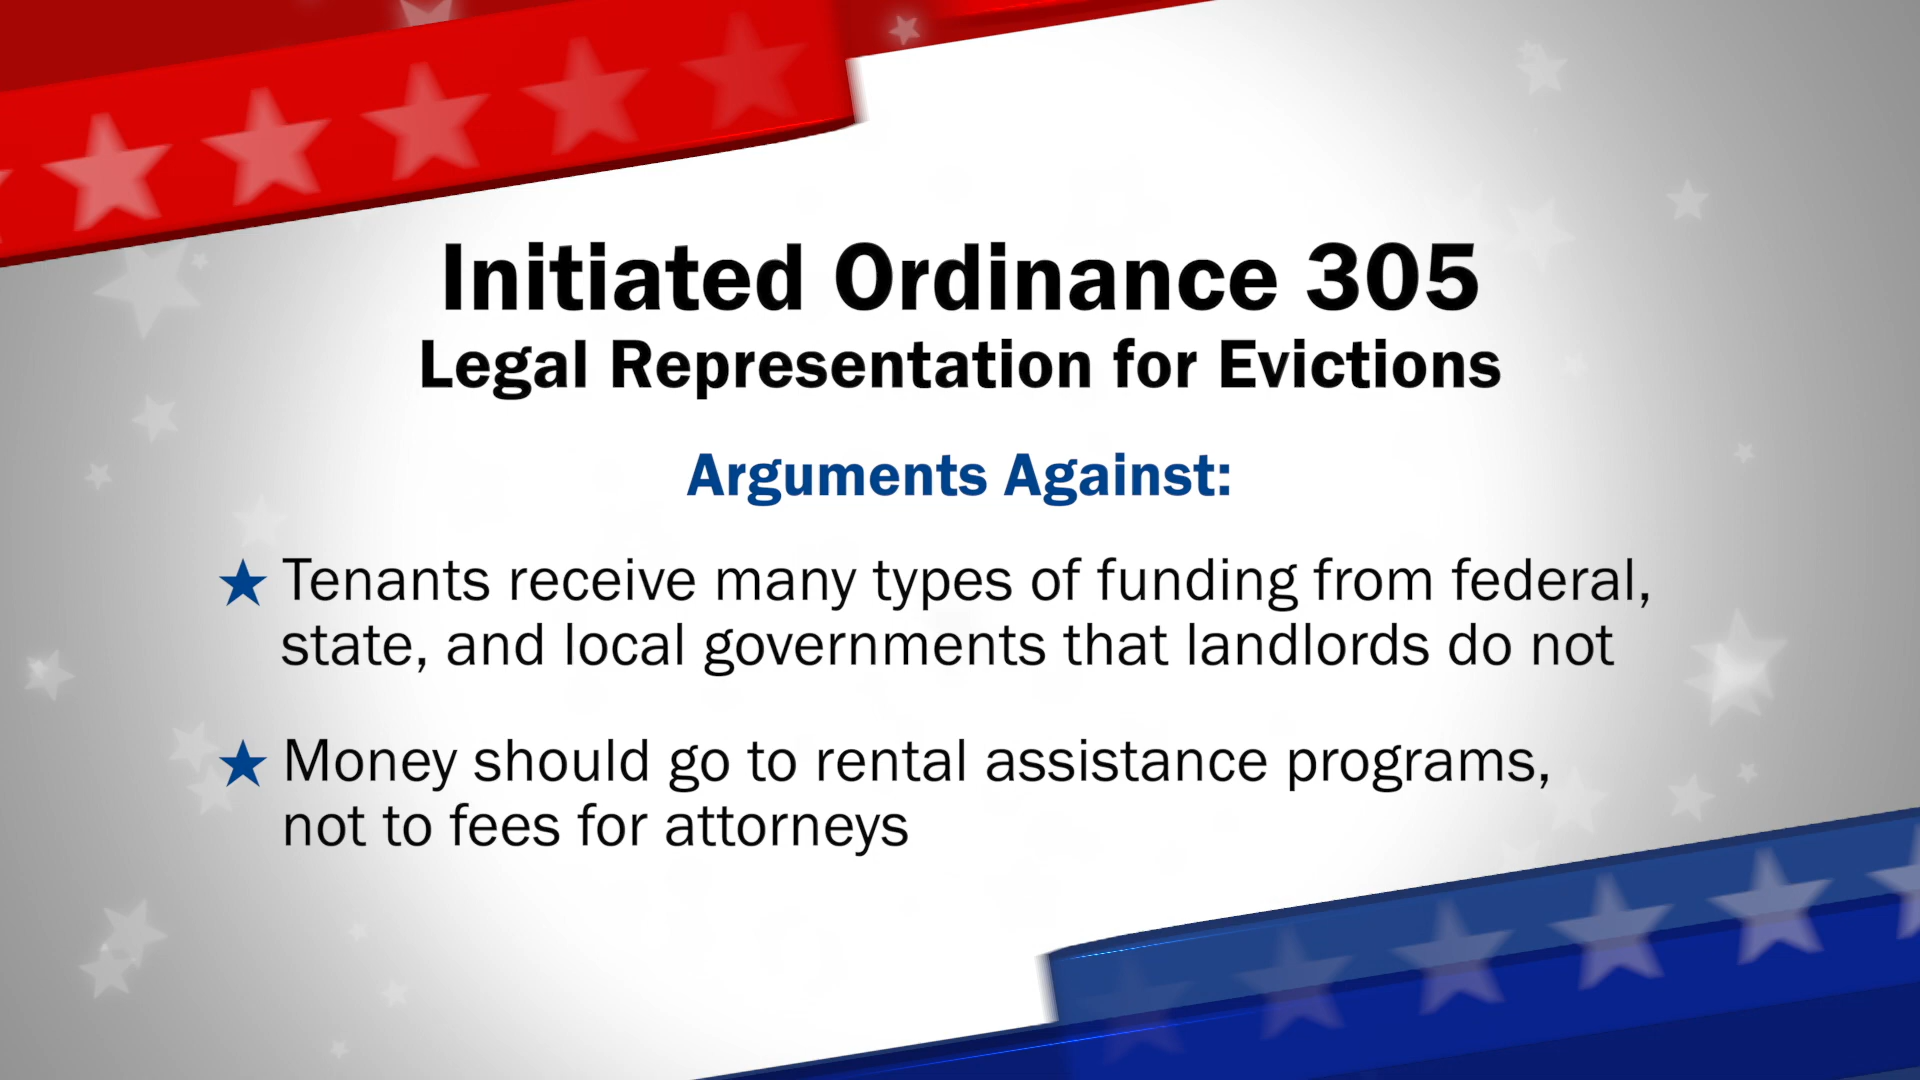 Initiated Ordinance 305
Legal Representation for Evictions
Arguments Against:
Tenants receive many types of funding from federal,
state, and local governments that landlords do not
Money should go to rental assistance programs,
not to fees for attorneys